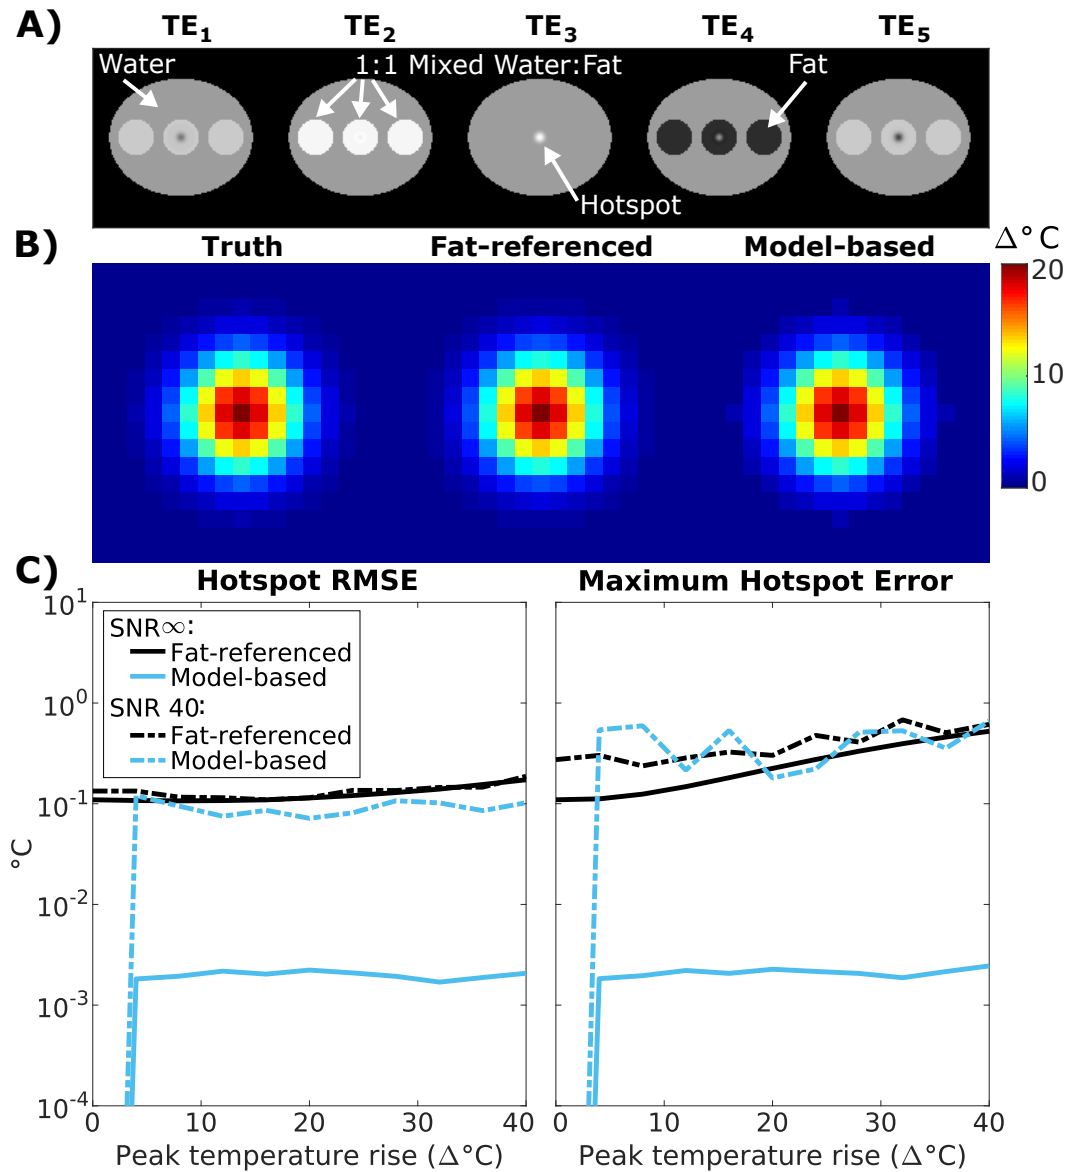 A)
TE1 TE2 TE3 TE4 TE5
Water
1:1 Mixed Water:Fat
Fat
Hotspot
B)
Truth Fat-referenced Model-based
Δ°C
20
10
0
C)
Hotspot RMSE
Maximum Hotspot Error
SNR∞:
Fat-referenced
Model-based
SNR 40:
Fat-referenced
Model-based
10^1
10^0
10^-1
10^-2
10^-3
10^-4
°C
0 10 20 30 40
0 10 20 30 40
Peak temperature rise (Δ°C)
Peak temperature rise (Δ°C)